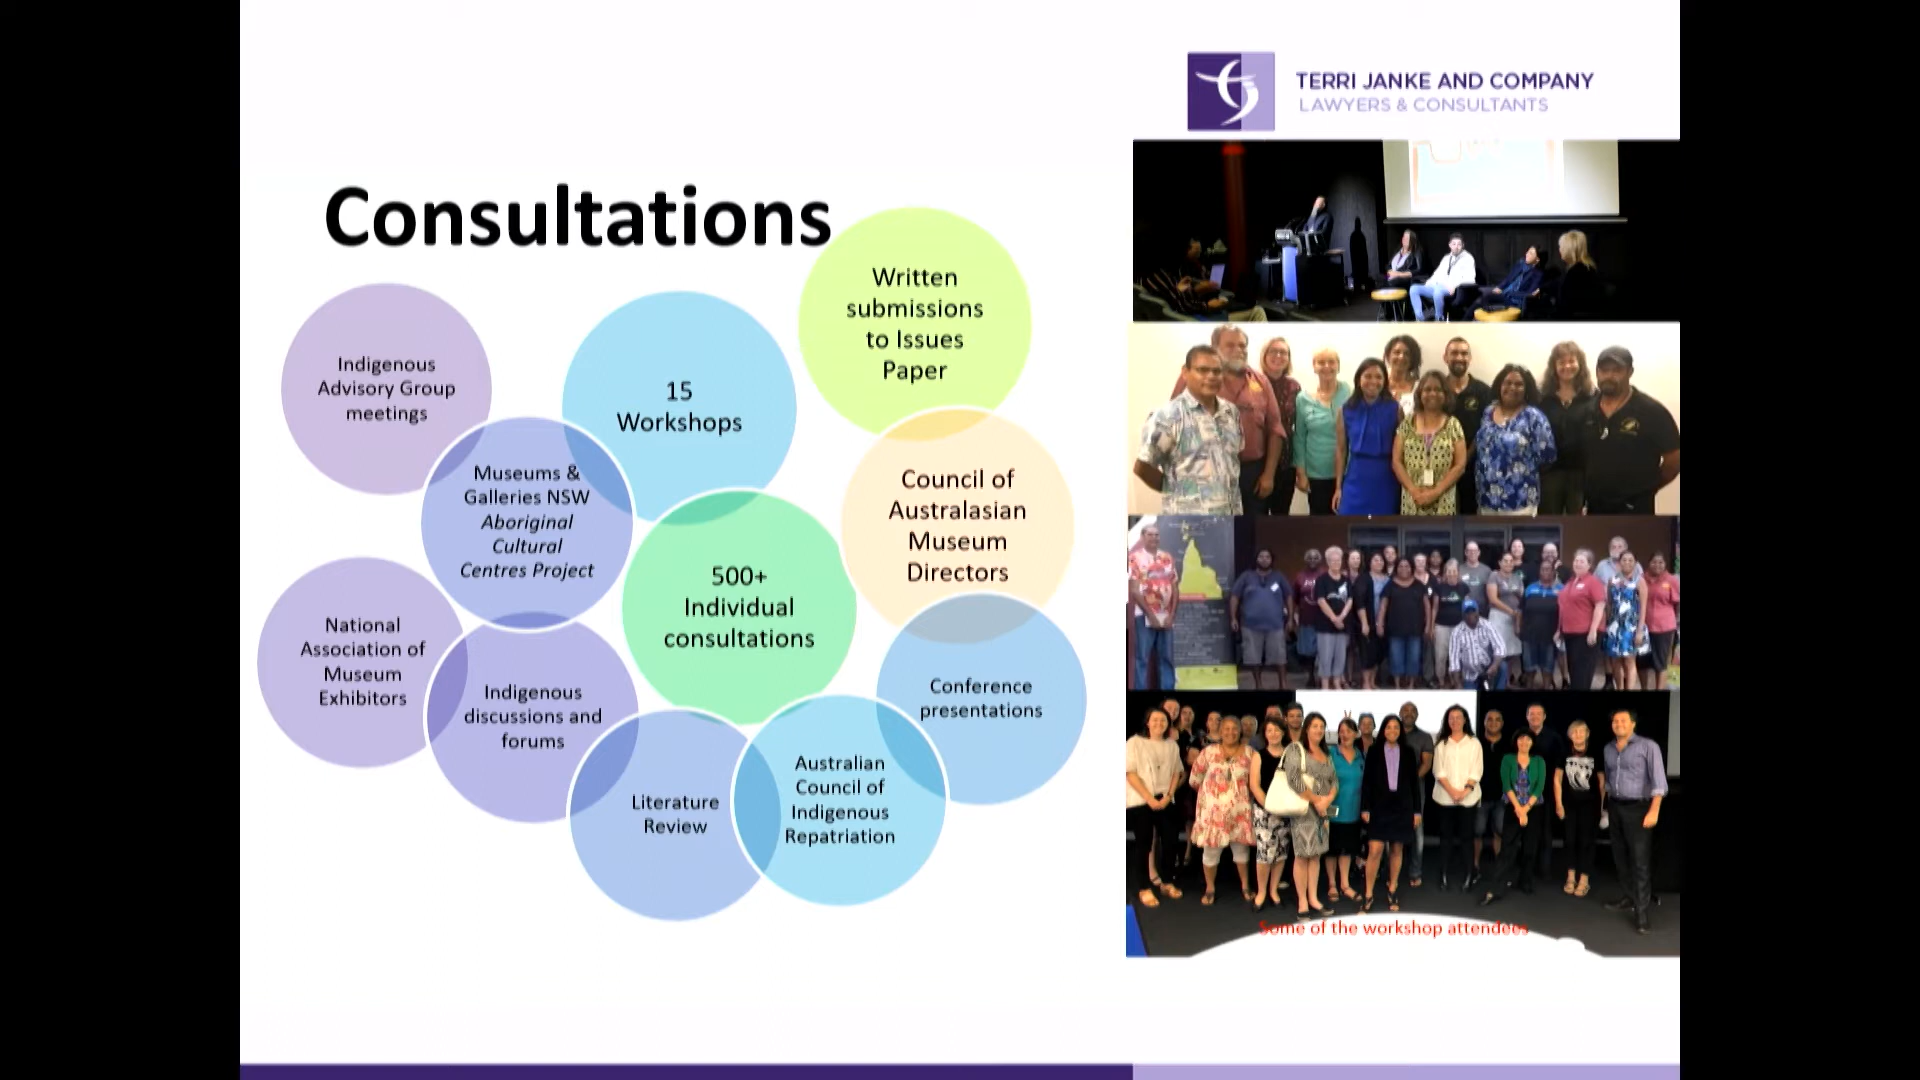 TERRI JANKE AND COMPANY
LAWYERS & CONSULTANTS
Consultations
Written
submissions
to Issues
Paper
Indigenous
Advisory Group
meetings
15
Workshops
Museums &
Galleries NSW
Aboriginal
Cultural
Centres Project
Council of
Australasian
Museum
Directors
500+
Individual
consultations
National
Association of
Museum
Exhibitors
Indigenous
discussions and
forums
Conference
presentations
Literature
Review
Australian
Council of
Indigenous
Repatriation
Some of the workshop attendees